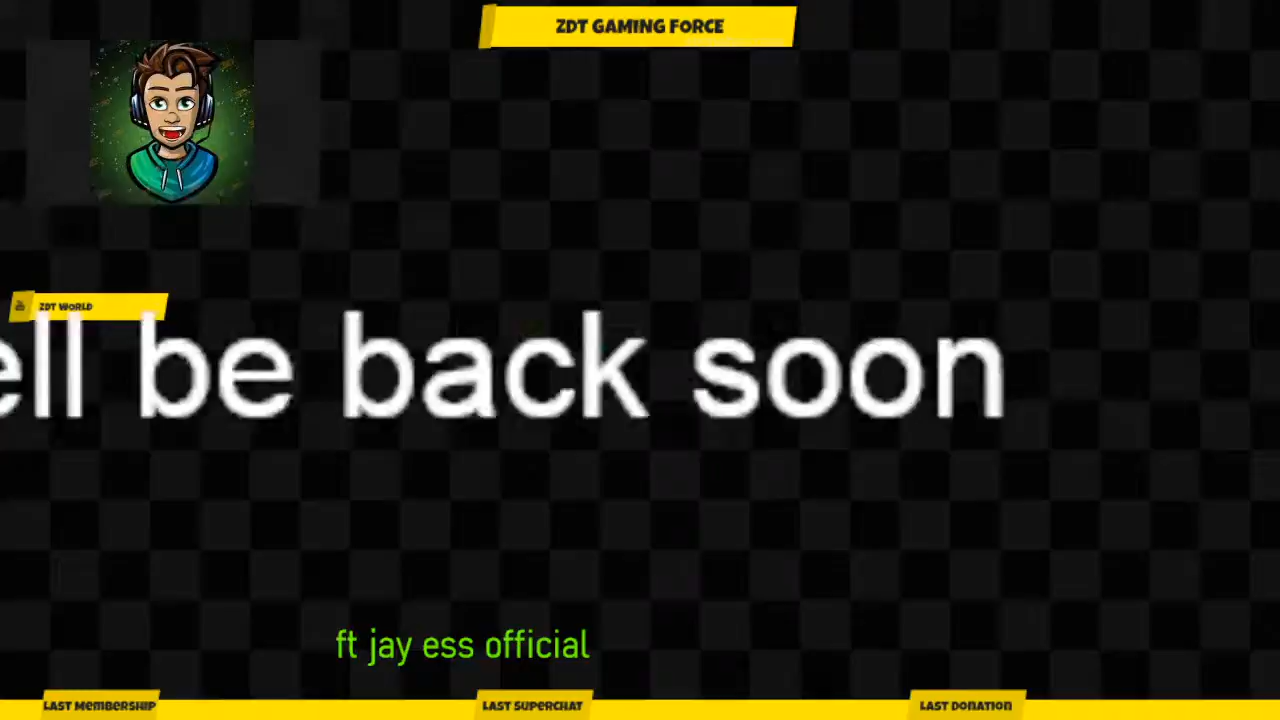 ZDT GAMING FORCE
ZDT WORLD
ell be back soon
ft jay ess official
LAST MEMBERSHIP
LAST SUPERCHAT
LAST DONATION